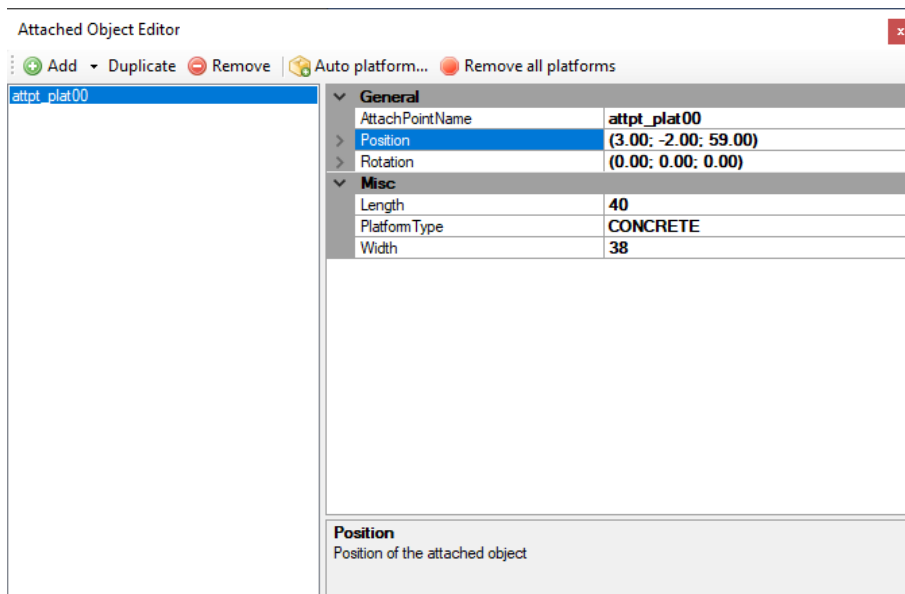 Attached Object Editor
x
Add Duplicate Remove Auto platform... Remove all platforms
attpt_plat00
General
AttachPointName attpt_plat00
Position (3.00; -2.00; 59.00)
Rotation (0.00; 0.00; 0.00)
Misc
Length 40
PlatformType CONCRETE
Width 38
Position
Position of the attached object